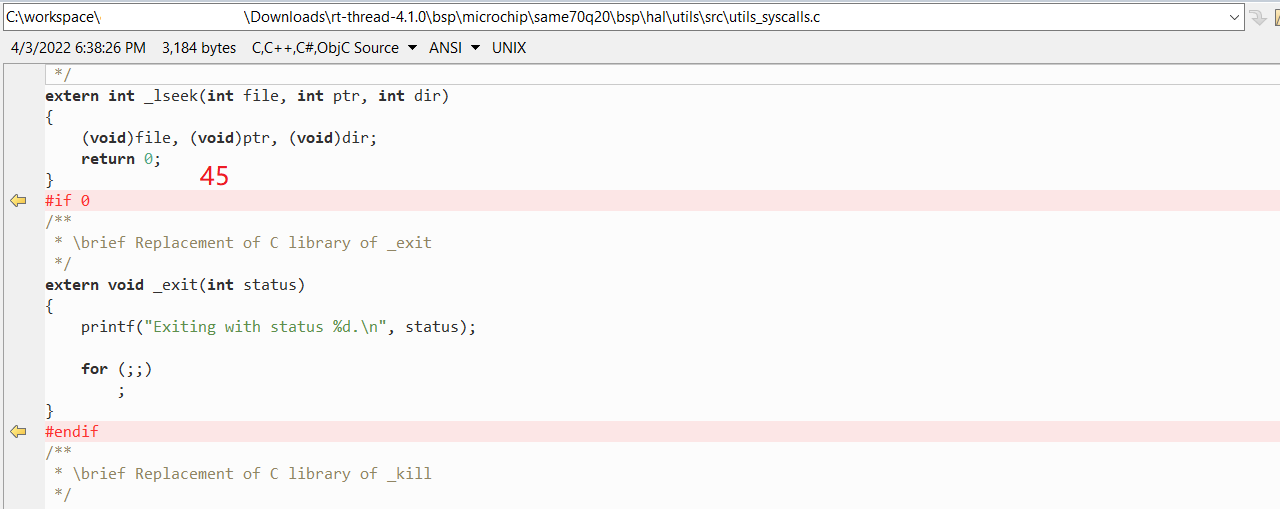 C:\workspace\ \Downloads\rt-thread-4.1.0\bsp\microchip\same70q20\bsp\hal\utils\src\utils_syscalls.c
4/3/2022 6:38:26 PM 3,184 bytes C,C++,C#,ObjC Source ANSI UNIX
*/
extern int _lseek(int file, int ptr, int dir)
{
(void)file, (void)ptr, (void)dir;
return 0;
45
}
#if 0
/**
* \brief Replacement of C library of _exit
*/
extern void _exit(int status)
{
printf("Exiting with status %d.\n", status);
for (;;)
;
}
#endif
/**
* \brief Replacement of C library of _kill
*/